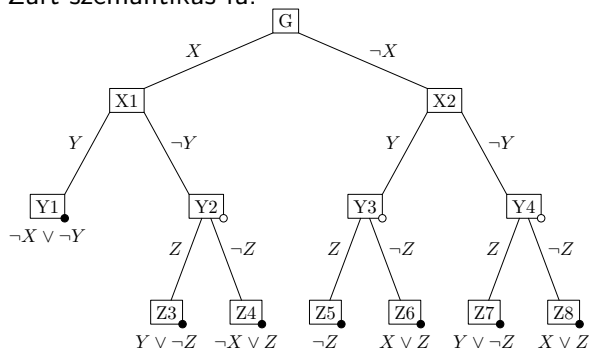 Zárt szemantikus fa:
G
X ¬X
X1 X2
Y ¬Y Y ¬Y
Y1 Y2 Y3 Y4
¬X ∨ ¬Y
Z ¬Z Z ¬Z Z ¬Z
Z3 Z4 Z5 Z6 Z7 Z8
Y ∨ ¬Z ¬X ∨ Z ¬Z X ∨ Z Y ∨ ¬Z X ∨ Z